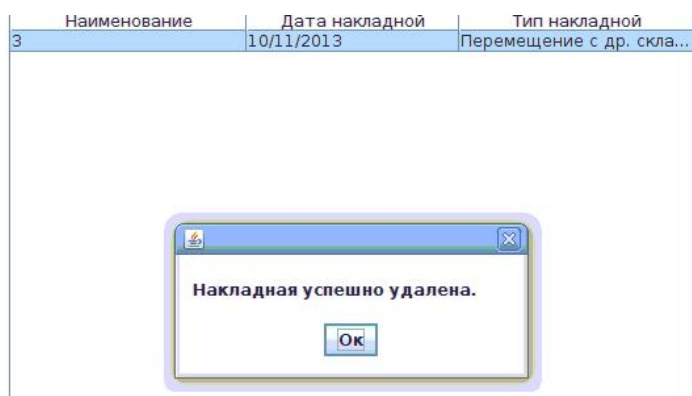 Наименование Дата накладной Тип накладной
3 10/11/2013 Перемещение с др. скла...
Накладная успешно удалена.
Ок